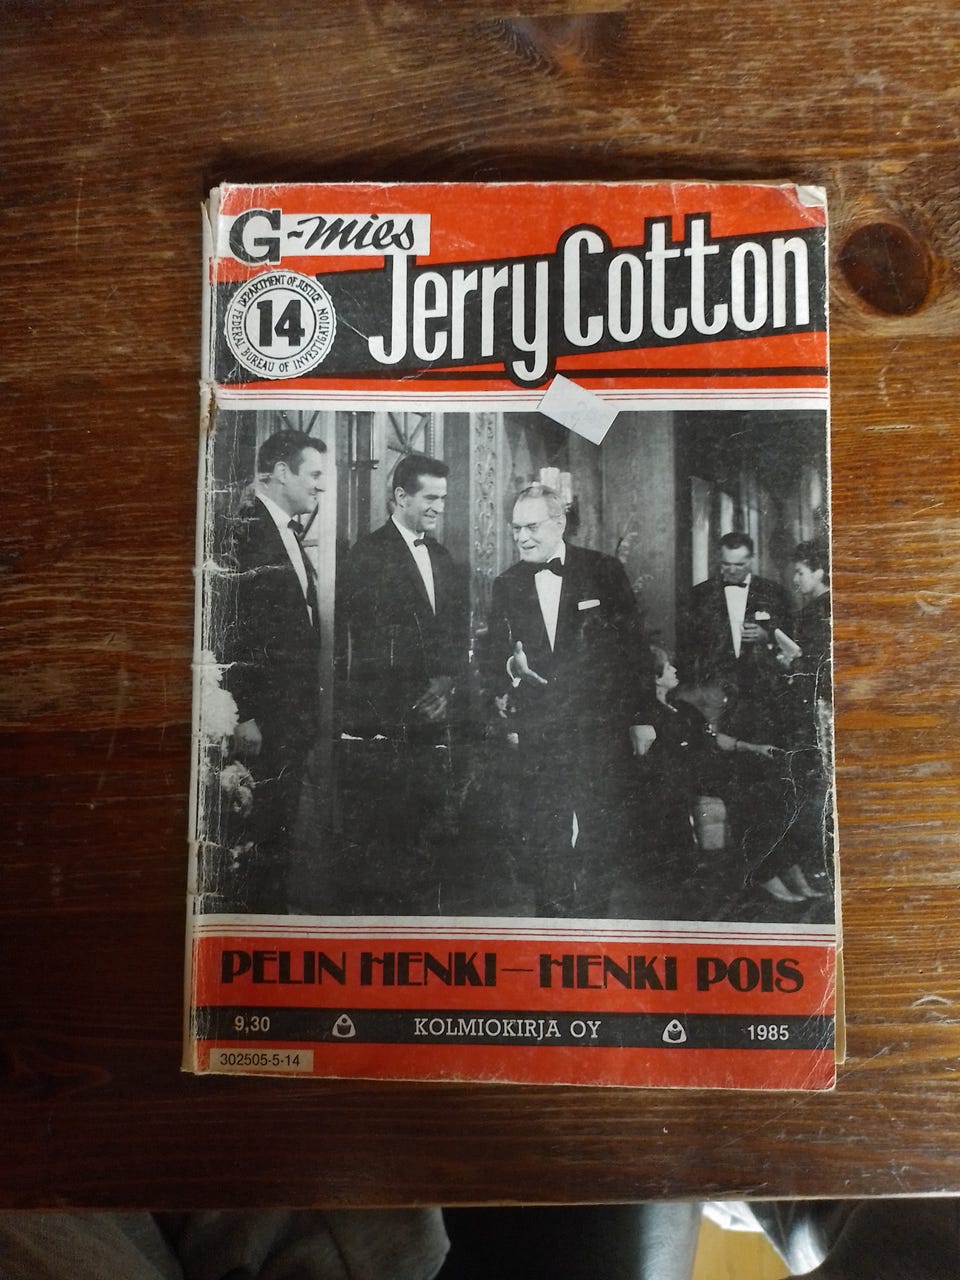 G-mies
Jerry Cotton
DEPARTMENT OF JUSTICE
14
FEDERAL BUREAU OF INVESTIGATION
PELIN HENKI—HENKI POIS
9,30 KOLMIOKIRJA OY 1985
302505-5-14